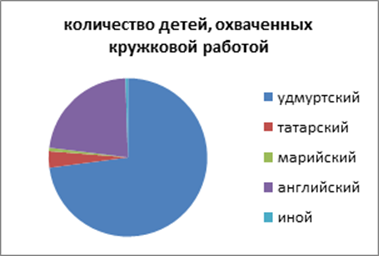 количество детей, охваченных
кружковой работой
удмуртский
татарский
марийский
английский
иной